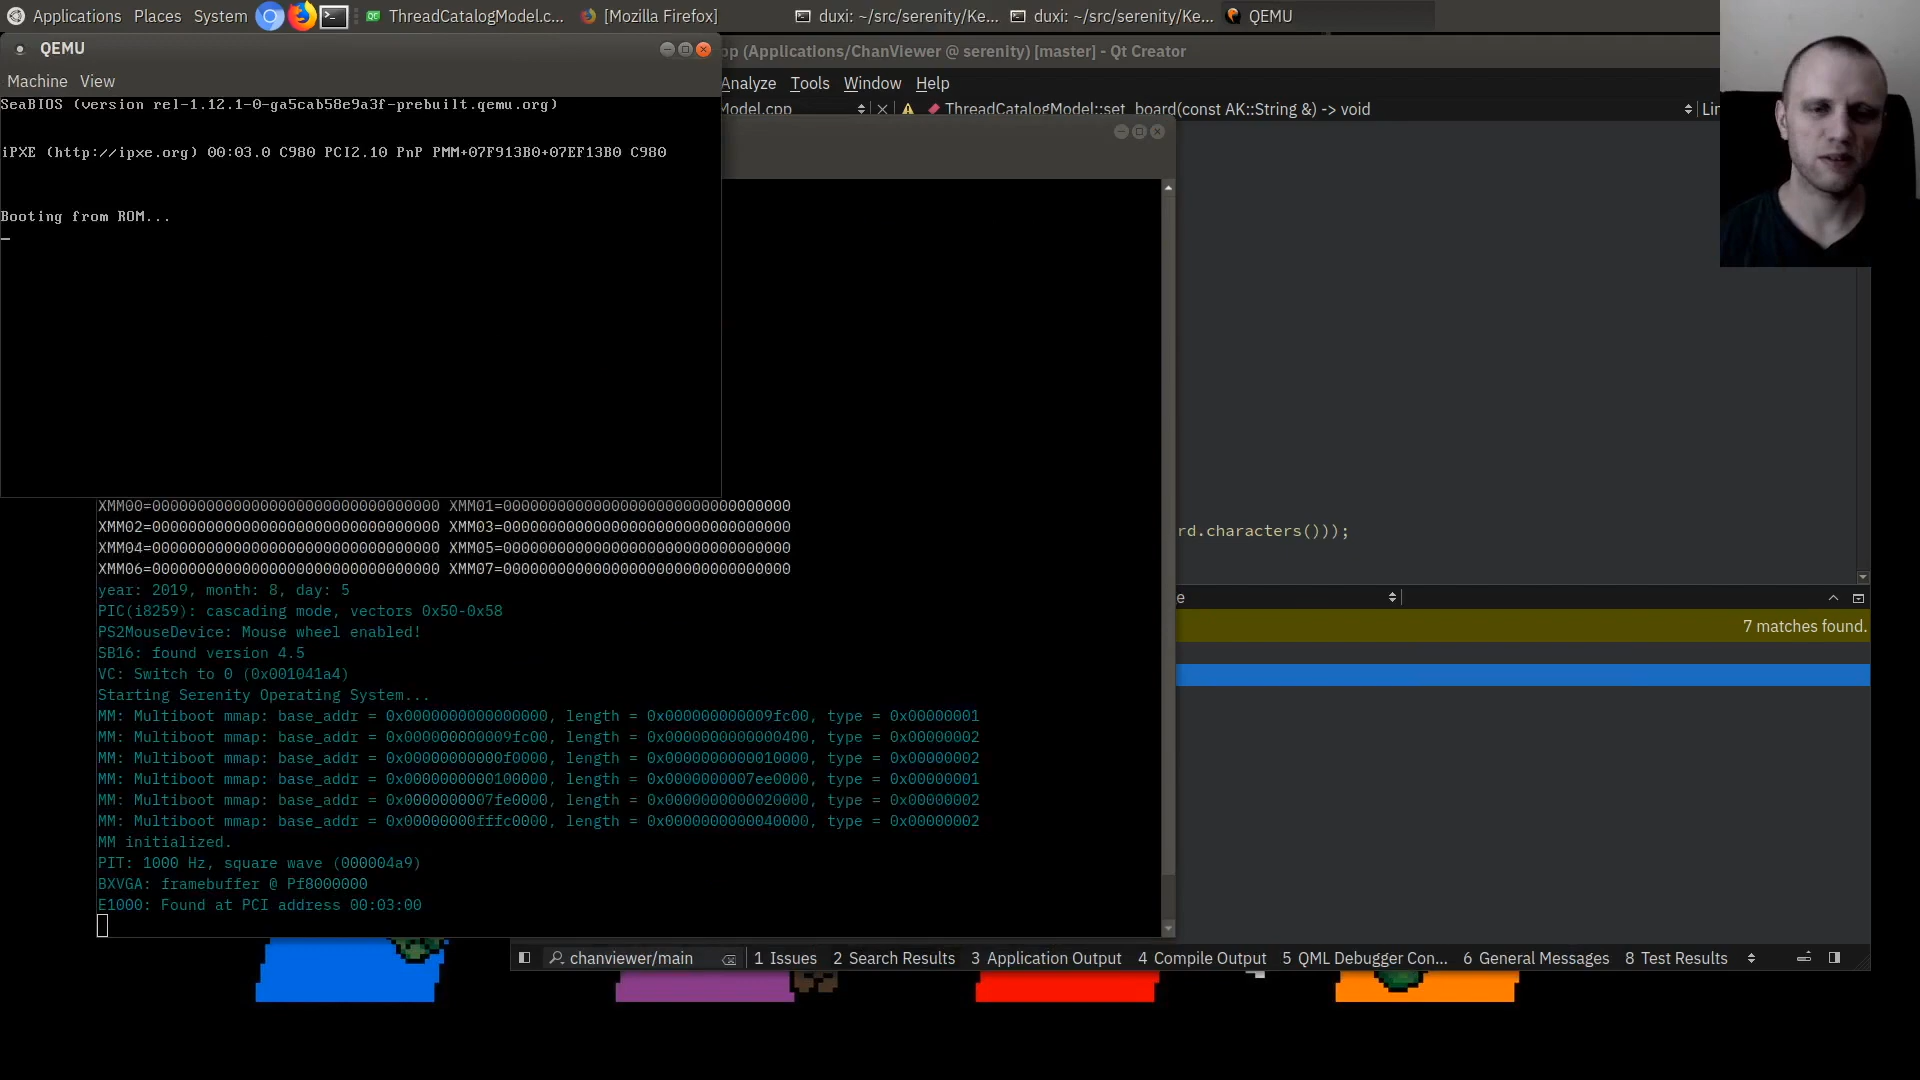 Applications Places System ThreadCatalogModel.c... [Mozilla Firefox] duxi: ~/src/serenity/Ke... duxi: ~/src/serenity/Ke... QEMU
QEMU
pp (Applications/ChanViewer @ serenity) [master] - Qt Creator
Machine View
Analyze Tools Window Help
SeaBIOS (version rel-1.12.1-0-ga5cab58e9a3f-prebuilt.qemu.org)
Model.cpp ThreadCatalogModel::set_board(const AK::String &) -> void Lin
iPXE (http://ipxe.org) 00:03.0 C980 PCI2.10 PnP PMM+07F913B0+07EF13B0 C980
Booting from ROM...
XMM00=00000000000000000000000000000000 XMM01=00000000000000000000000000000000
XMM02=00000000000000000000000000000000 XMM03=00000000000000000000000000000000
rd.characters()));
XMM04=00000000000000000000000000000000 XMM05=00000000000000000000000000000000
XMM06=00000000000000000000000000000000 XMM07=00000000000000000000000000000000
year: 2019, month: 8, day: 5
e
PIC(i8259): cascading mode, vectors 0x50-0x58
7 matches found.
PS2MouseDevice: Mouse wheel enabled!
SB16: found version 4.5
VC: Switch to 0 (0x001041a4)
Starting Serenity Operating System...
MM: Multiboot mmap: base_addr = 0x0000000000000000, length = 0x000000000009fc00, type = 0x00000001
MM: Multiboot mmap: base_addr = 0x000000000009fc00, length = 0x0000000000000400, type = 0x00000002
MM: Multiboot mmap: base_addr = 0x00000000000f0000, length = 0x0000000000010000, type = 0x00000002
MM: Multiboot mmap: base_addr = 0x0000000000100000, length = 0x0000000007ee0000, type = 0x00000001
MM: Multiboot mmap: base_addr = 0x0000000007fe0000, length = 0x0000000000020000, type = 0x00000002
MM: Multiboot mmap: base_addr = 0x00000000fffc0000, length = 0x0000000000040000, type = 0x00000002
MM initialized.
PIT: 1000 Hz, square wave (000004a9)
BXVGA: framebuffer @ Pf8000000
E1000: Found at PCI address 00:03:00
chanviewer/main 1 Issues 2 Search Results 3 Application Output 4 Compile Output 5 QML Debugger Con... 6 General Messages 8 Test Results